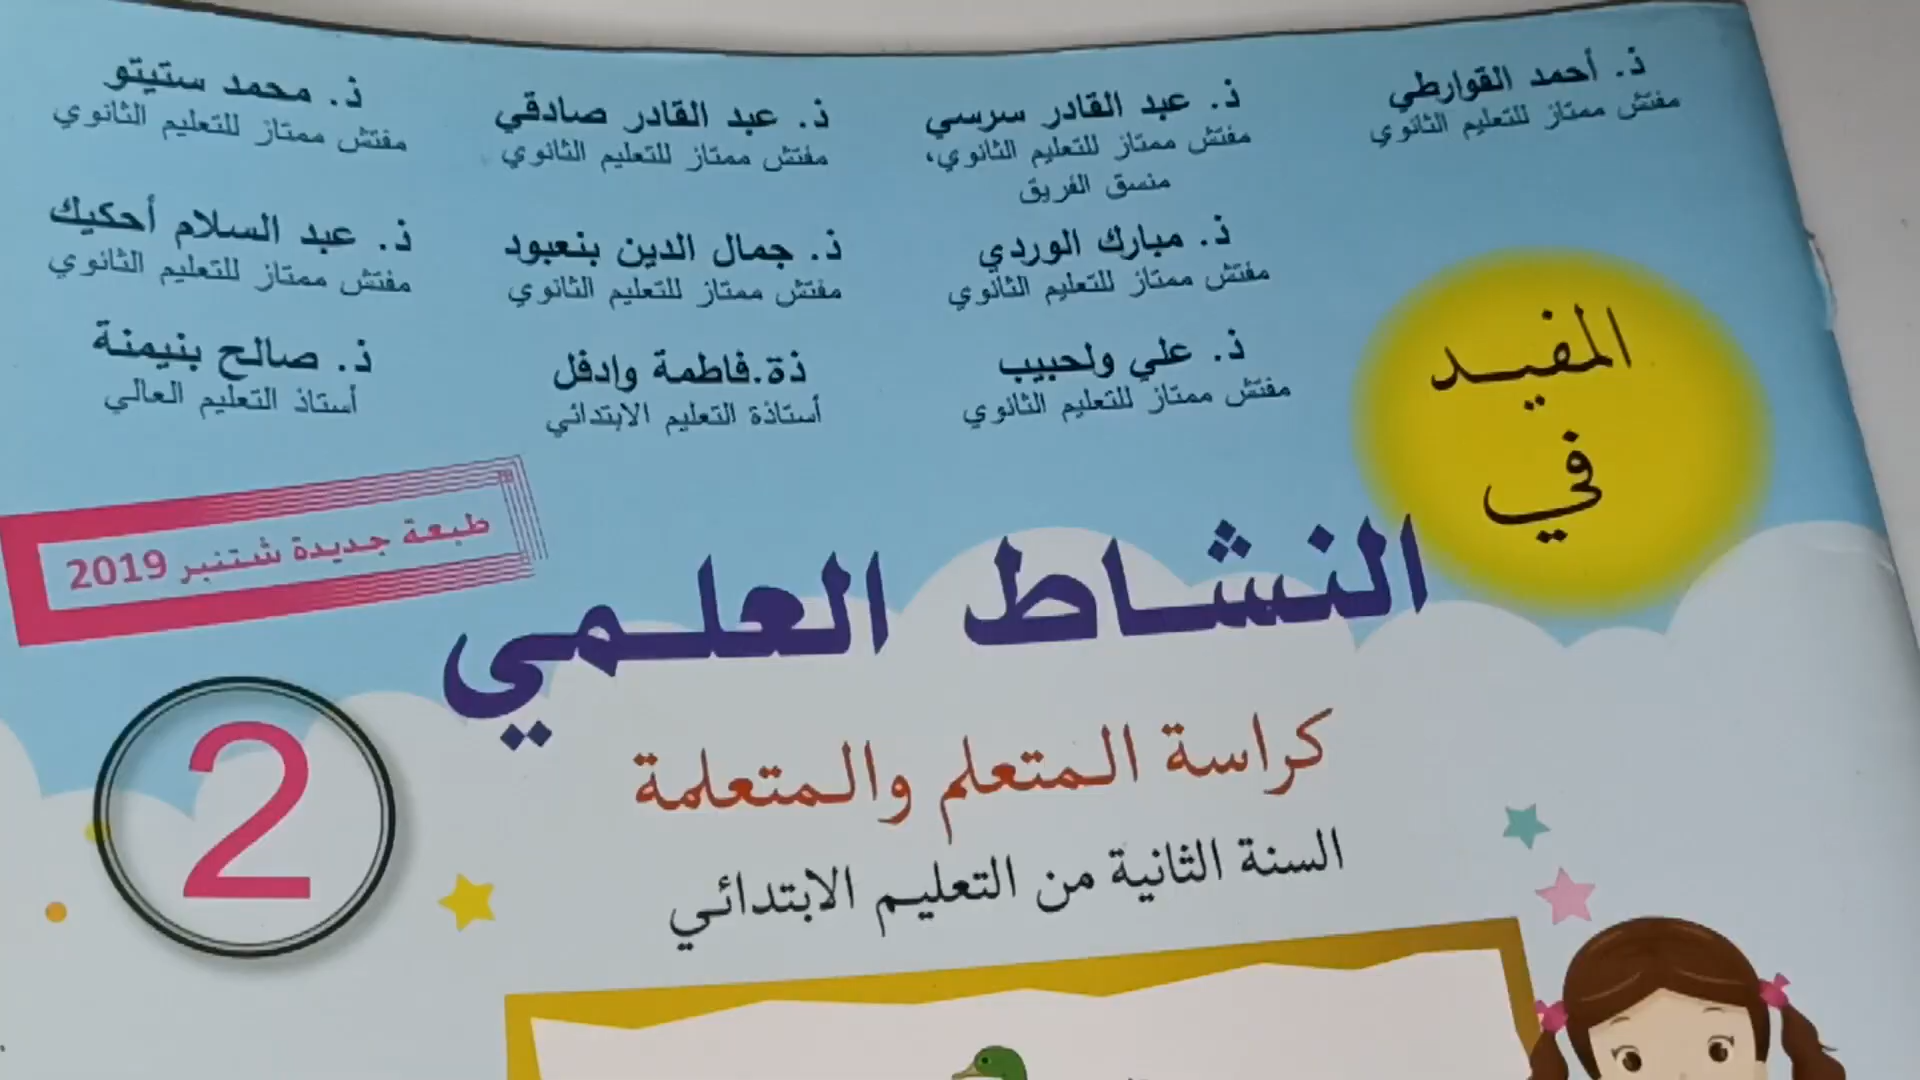 ذ. أحمد القوارطي
مفتش ممتاز للتعليم الثانوي
ذ. عبد القادر سرسي
مفتش ممتاز للتعليم الثانوي،
منسق الفريق
ذ. عبد القادر صادقي
مفتش ممتاز للتعليم الثانوي
ذ. محمد ستيتو
مفتش ممتاز للتعليم الثانوي
ذ. مبارك الوردي
مفتش ممتاز للتعليم الثانوي
ذ. جمال الدين بنعبود
مفتش ممتاز للتعليم الثانوي
ذ. عبد السلام أحكيك
مفتش ممتاز للتعليم الثانوي
ذ. علي ولحبيب
مفتش ممتاز للتعليم الثانوي
ذة.فاطمة وادفل
أستاذة التعليم الابتدائي
ذ. صالح بنيمنة
أستاذ التعليم العالي
المفيد
في
طبعة جديدة شتنبر 2019
النشاط العلمي
2
كراسة المتعلم والمتعلمة
السنة الثانية من التعليم الابتدائي